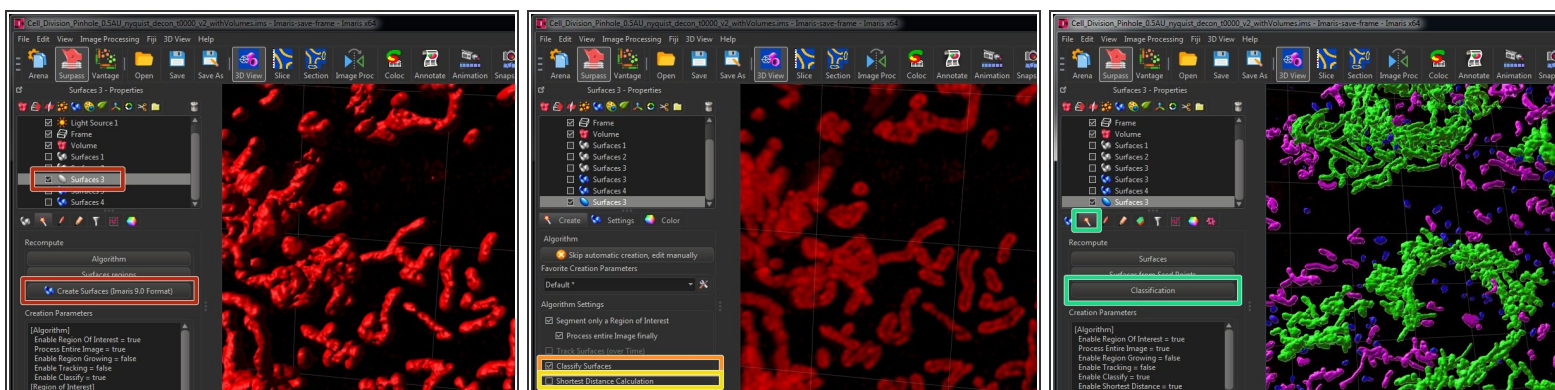 Cell_Division_Pinhole_0.5AU_nyquist_decon_t0000_v2_withVolumes.ims - Imaris-save-frame - Imaris x64
File Edit View Image Processing Fiji 3D View Help
Arena Surpass Vantage Open Save Save As 3D View Slice Section Image Proc Coloc Annotate Animation Snaps
Surfaces 3 - Properties
Light Source 1
Frame
Volume
Surfaces 1
Surfaces 3
Surfaces 4
Recompute
Algorithm
Surfaces regions
Create Surfaces (Imaris 9.0 Format)
Creation Parameters
[Algorithm]
Enable Region Of Interest = true
Process Entire Image = true
Enable Region Growing = false
Enable Tracking = false
Enable Classify = true
[Region of Interest]
Cell_Division_Pinhole_0.5AU_nyquist_decon_t0000_v2_withVolumes.ims - Imaris-save-frame - Imaris x64
File Edit View Image Processing Fiji 3D View Help
Arena Surpass Vantage Open Save Save As 3D View Slice Section Image Proc Coloc Annotate Animation Snaps
Surfaces 3 - Properties
Frame
Volume
Surfaces 1
Surfaces 2
Surfaces 3
Surfaces 3
Surfaces 4
Surfaces 3
Create Settings Color
Algorithm
Skip automatic creation, edit manually
Favorite Creation Parameters
Default *
Algorithm Settings
Segment only a Region of Interest
Process entire Image finally
Track Surfaces (over Time)
Classify Surfaces
Shortest Distance Calculation
Cell_Division_Pinhole_0.5AU_nyquist_decon_t0000_v2_withVolumes.ims - Imaris-save-frame - Imaris x64
File Edit View Image Processing Fiji 3D View Help
Arena Surpass Vantage Open Save Save As 3D View Slice Section Image Proc Coloc Annotate Animation Snap
Surfaces 3 - Properties
Frame
Volume
Surfaces 1
Surfaces 2
Surfaces 3
Surfaces 3
Surfaces 4
Surfaces 3
Recompute
Surfaces
Surfaces from Seed Points
Classification
Creation Parameters
[Algorithm]
Enable Region Of Interest = true
Process Entire Image = true
Enable Region Growing = false
Enable Tracking = false
Enable Classify = true
Enable Shortest Distance = true